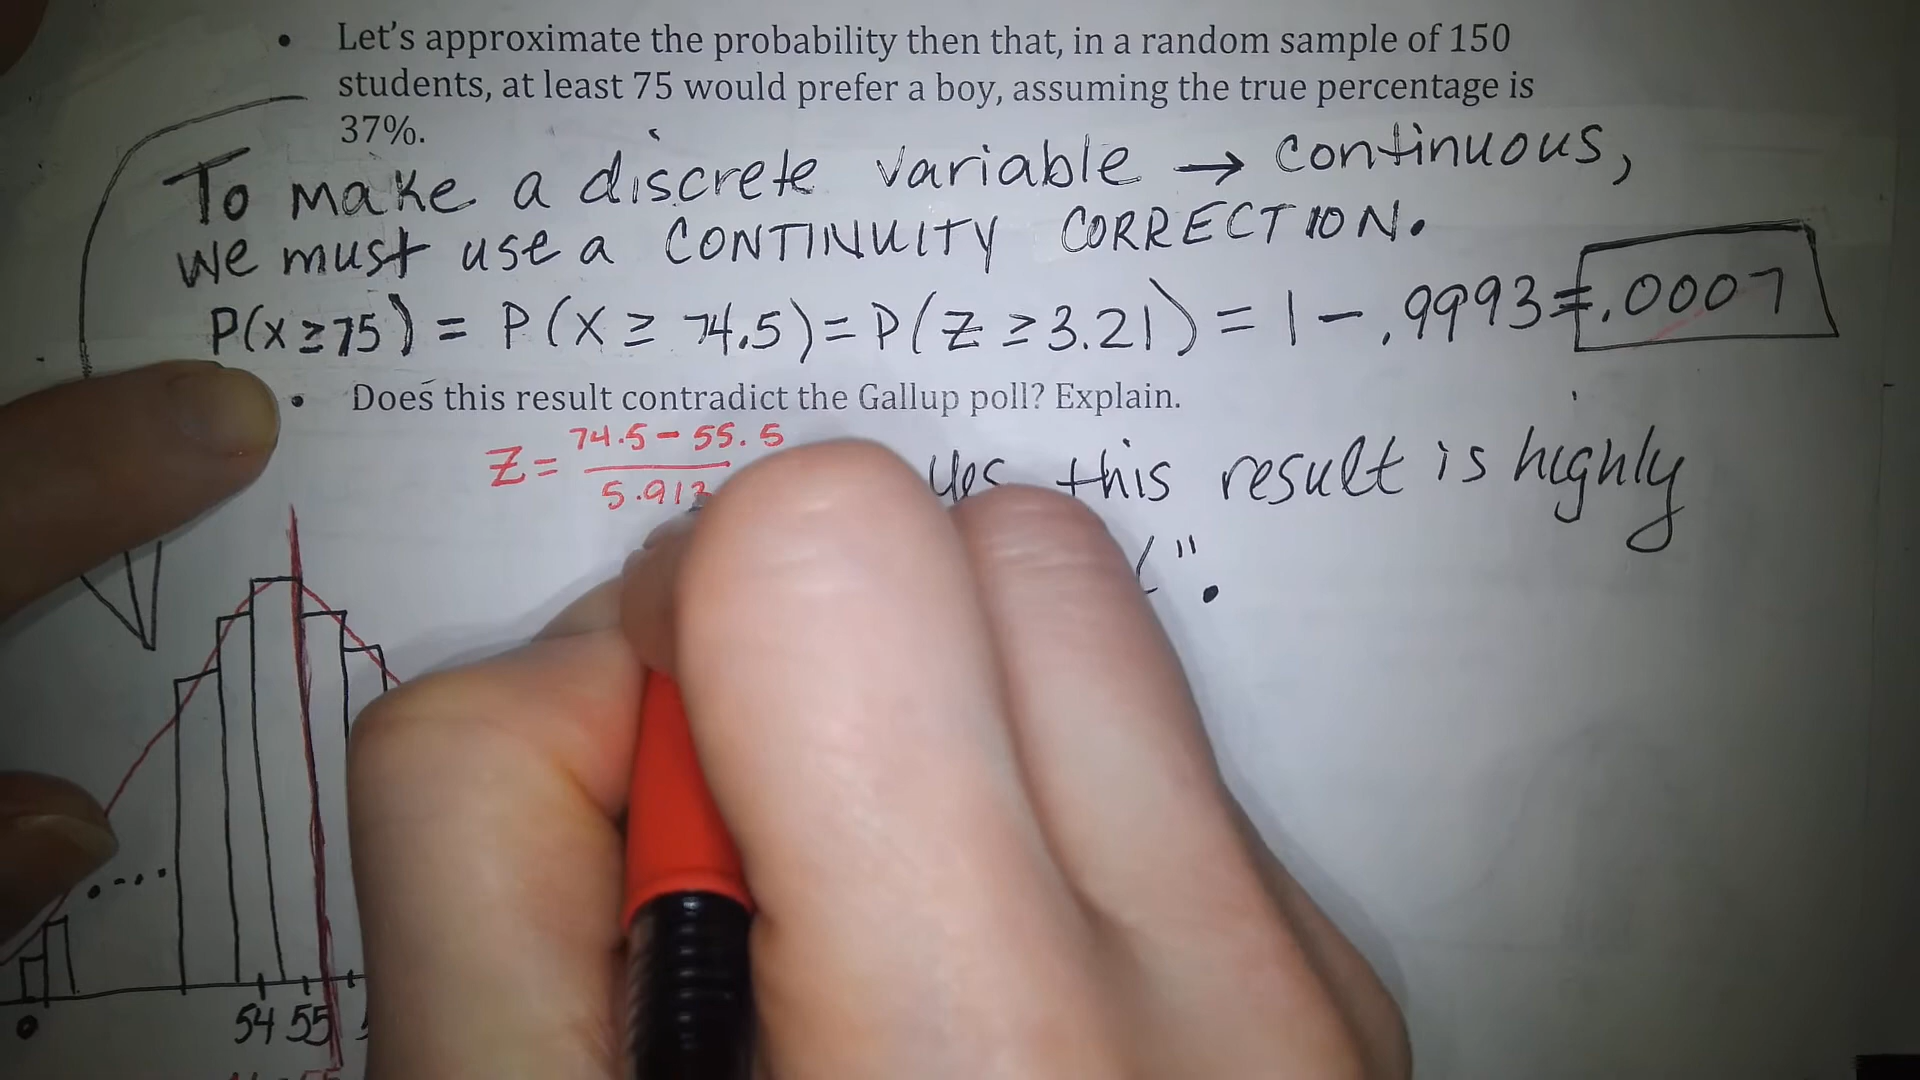 • Let's approximate the probability then that, in a random sample of 150
students, at least 75 would prefer a boy, assuming the true percentage is
37%.
To make a discrete variable → continuous,
we must use a CONTINUITY CORRECTION.
P(X ≥ 75) = P(X ≥ 74.5) = P(Z ≥ 3.21) = 1 - .9993 = .0007
• Does this result contradict the Gallup poll? Explain.
Z = 74.5 - 55.5
5.913
Yes this result is highly
".
0 54 55